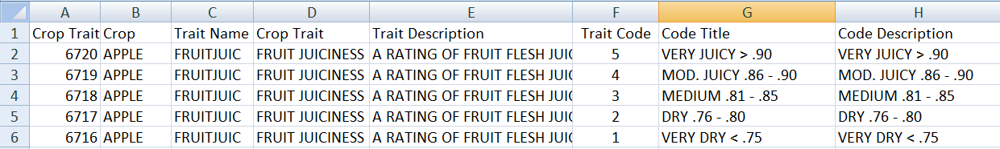 A B C D E F G H
1 Crop Trait Crop Trait Name Crop Trait Trait Description Trait Code Code Title Code Description
2 6720 APPLE FRUITJUIC FRUIT JUICINESS A RATING OF FRUIT FLESH JUIC 5 VERY JUICY > .90 VERY JUICY > .90
3 6719 APPLE FRUITJUIC FRUIT JUICINESS A RATING OF FRUIT FLESH JUIC 4 MOD. JUICY .86 - .90 MOD. JUICY .86 - .90
4 6718 APPLE FRUITJUIC FRUIT JUICINESS A RATING OF FRUIT FLESH JUIC 3 MEDIUM .81 - .85 MEDIUM .81 - .85
5 6717 APPLE FRUITJUIC FRUIT JUICINESS A RATING OF FRUIT FLESH JUIC 2 DRY .76 - .80 DRY .76 - .80
6 6716 APPLE FRUITJUIC FRUIT JUICINESS A RATING OF FRUIT FLESH JUIC 1 VERY DRY < .75 VERY DRY < .75